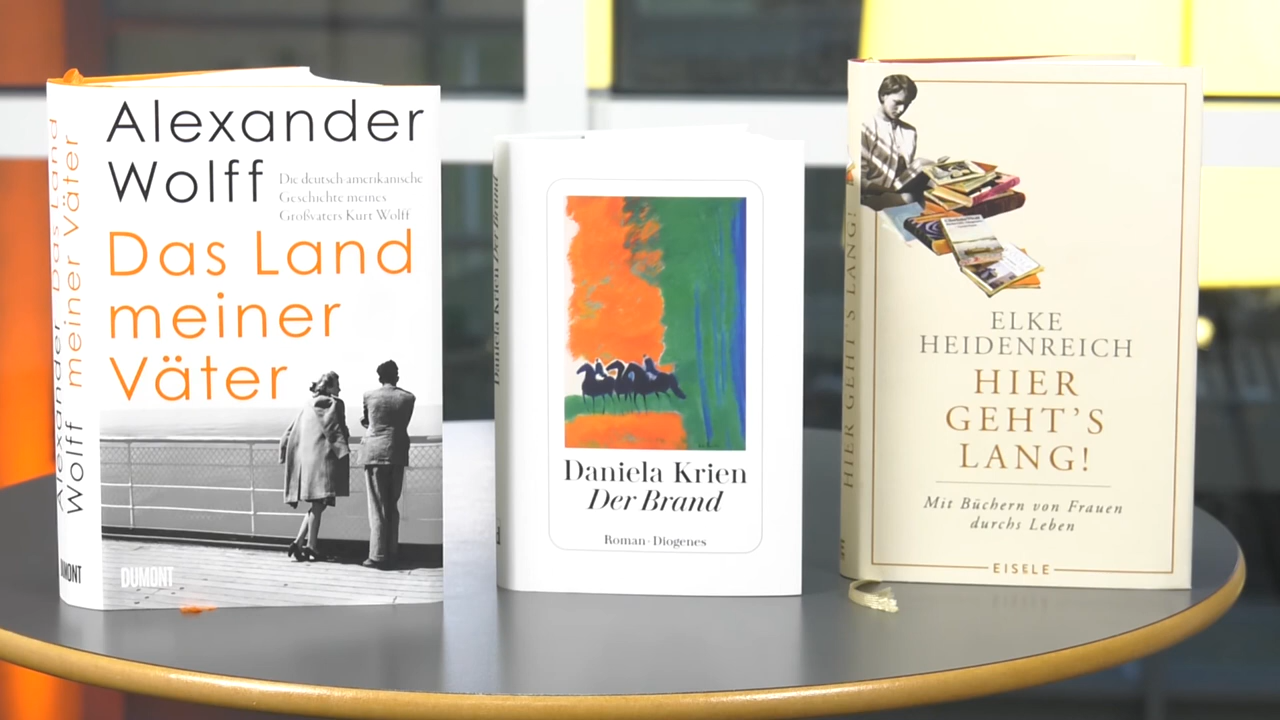 Alexander
Wolff
Die deutsch amerikanische
Geschichte meines
Großvaters Kurt Wolff
Das Land
meiner
Väter
DUMONT
Alexander Das Land
Wolff meiner Väter
DUMONT
Daniela Krien Der Brand
Daniela Krien
Der Brand
Roman · Diogenes
HIER GEHT'S LANG!
ELKE
HEIDENREICH
HIER
GEHT'S
LANG!
Mit Büchern von Frauen
durchs Leben
EISELE